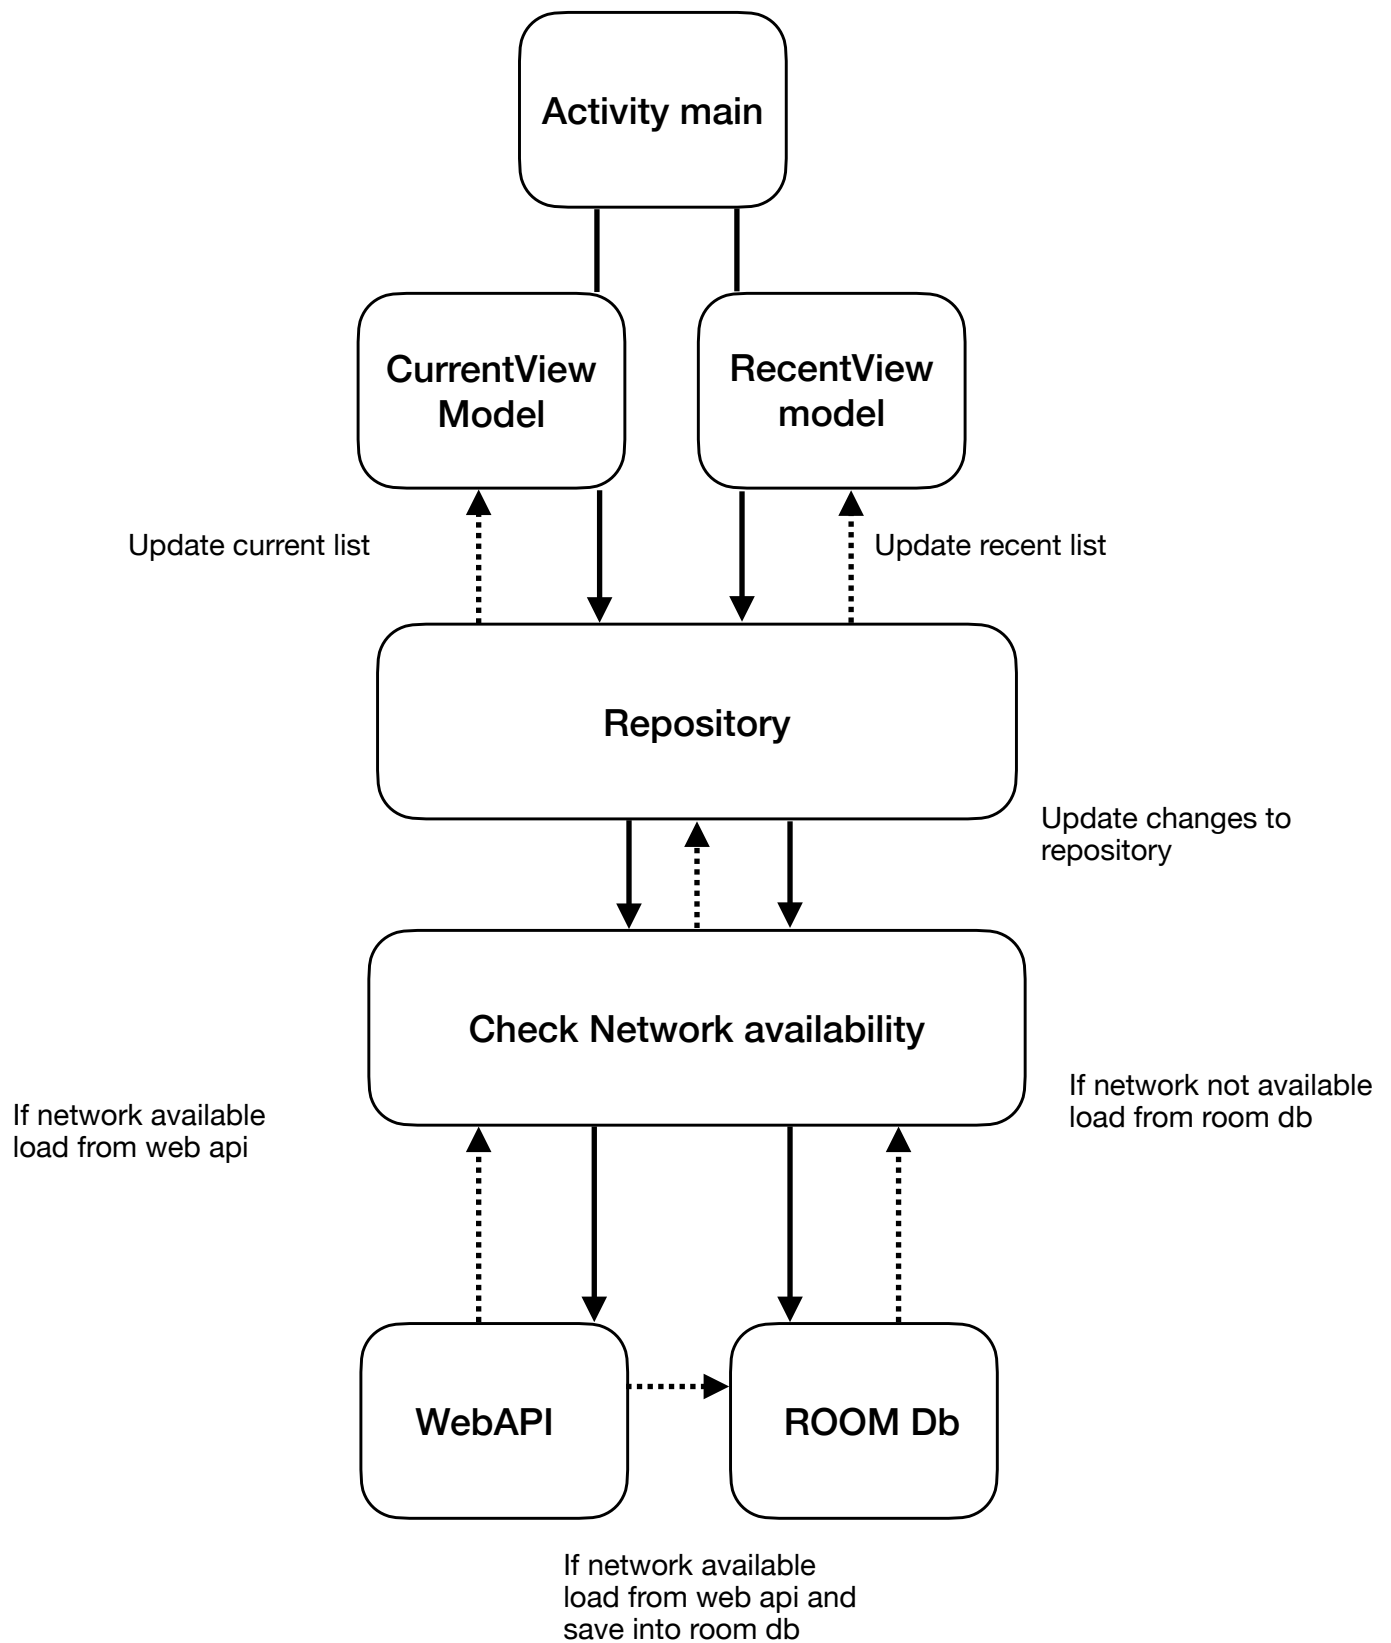 Activity main
CurrentView
Model
RecentView
model
Update current list
Update recent list
Repository
Update changes to
repository
Check Network availability
If network available
load from web api
If network not available
load from room db
WebAPI
ROOM Db
If network available
load from web api and
save into room db